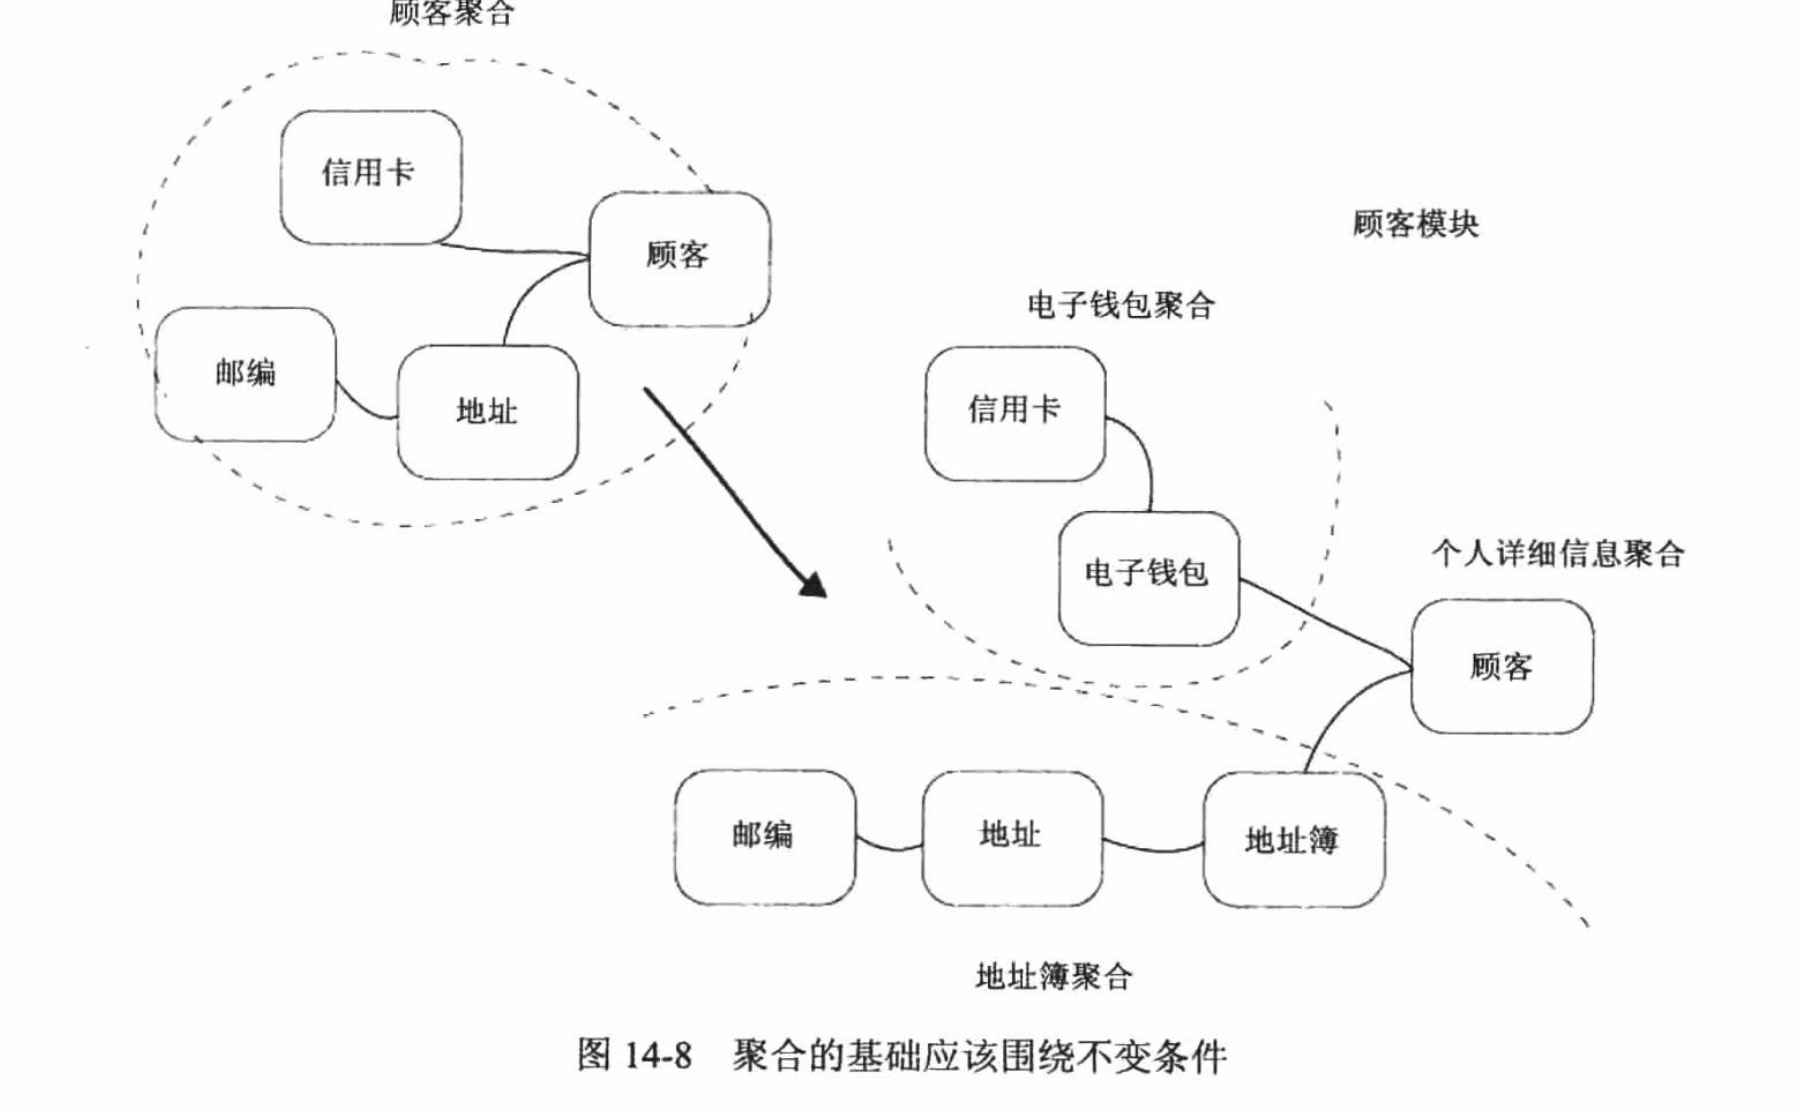 顾客聚合
信用卡
顾客
邮编
地址
顾客模块
电子钱包聚合
信用卡
电子钱包
个人详细信息聚合
顾客
邮编
地址
地址簿
地址簿聚合
图 14-8 聚合的基础应该围绕不变条件